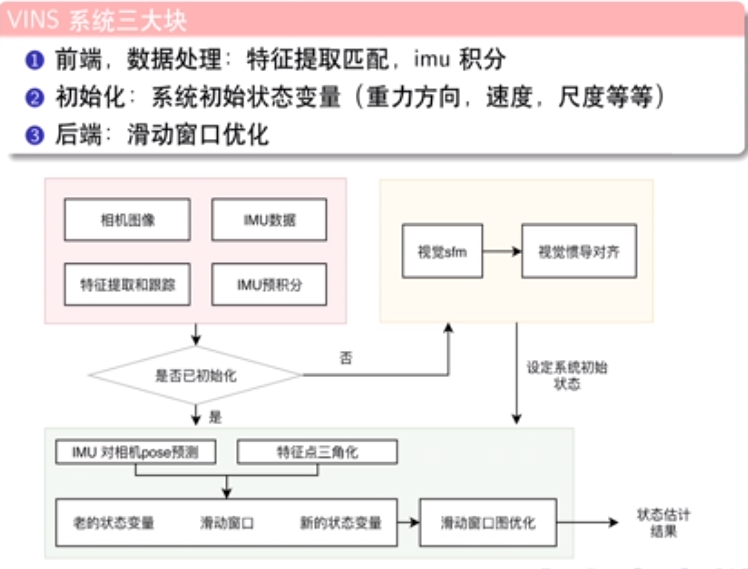 VINS 系统三大块
1 前端，数据处理：特征提取匹配，imu 积分
2 初始化：系统初始状态变量（重力方向，速度，尺度等等）
3 后端：滑动窗口优化
相机图像
IMU数据
特征提取和跟踪
IMU预积分
视觉sfm
视觉惯导对齐
是否已初始化
否
是
设定系统初始
状态
IMU 对相机pose预测
特征点三角化
老的状态变量
滑动窗口
新的状态变量
滑动窗口图优化
状态估计
结果